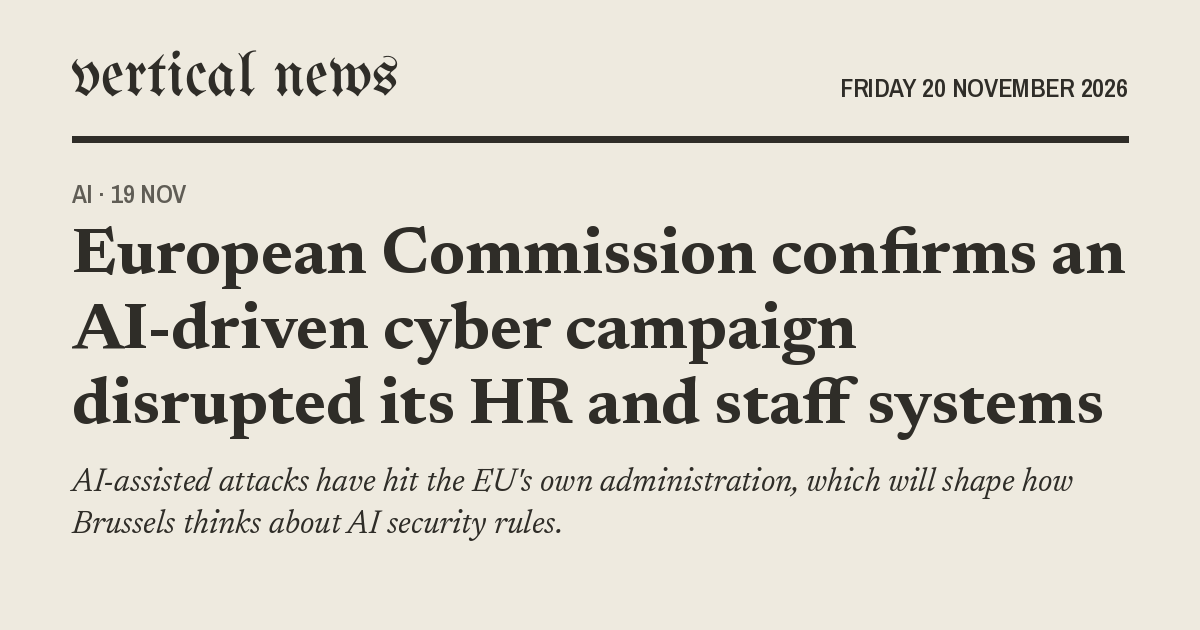 vertical news
FRIDAY 20 NOVEMBER 2026
AI · 19 NOV
European Commission confirms an
AI-driven cyber campaign
disrupted its HR and staff systems
AI-assisted attacks have hit the EU's own administration, which will shape how
Brussels thinks about AI security rules.